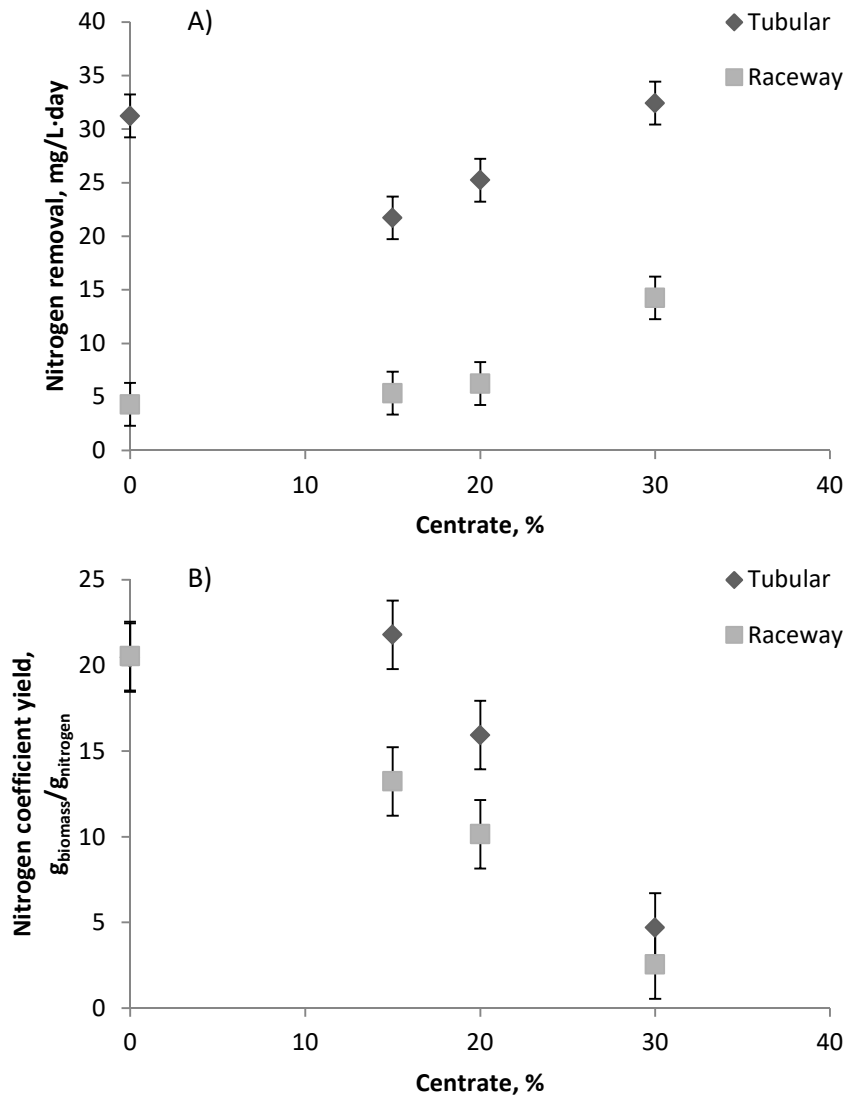 A)
Tubular
Raceway
Nitrogen removal, mg/L·day
40
35
30
25
20
15
10
5
0
0 10 20 30 40
Centrate, %
B)
Tubular
Raceway
Nitrogen coefficient yield,
gbiomass/gnitrogen
25
20
15
10
5
0
0 10 20 30 40
Centrate, %